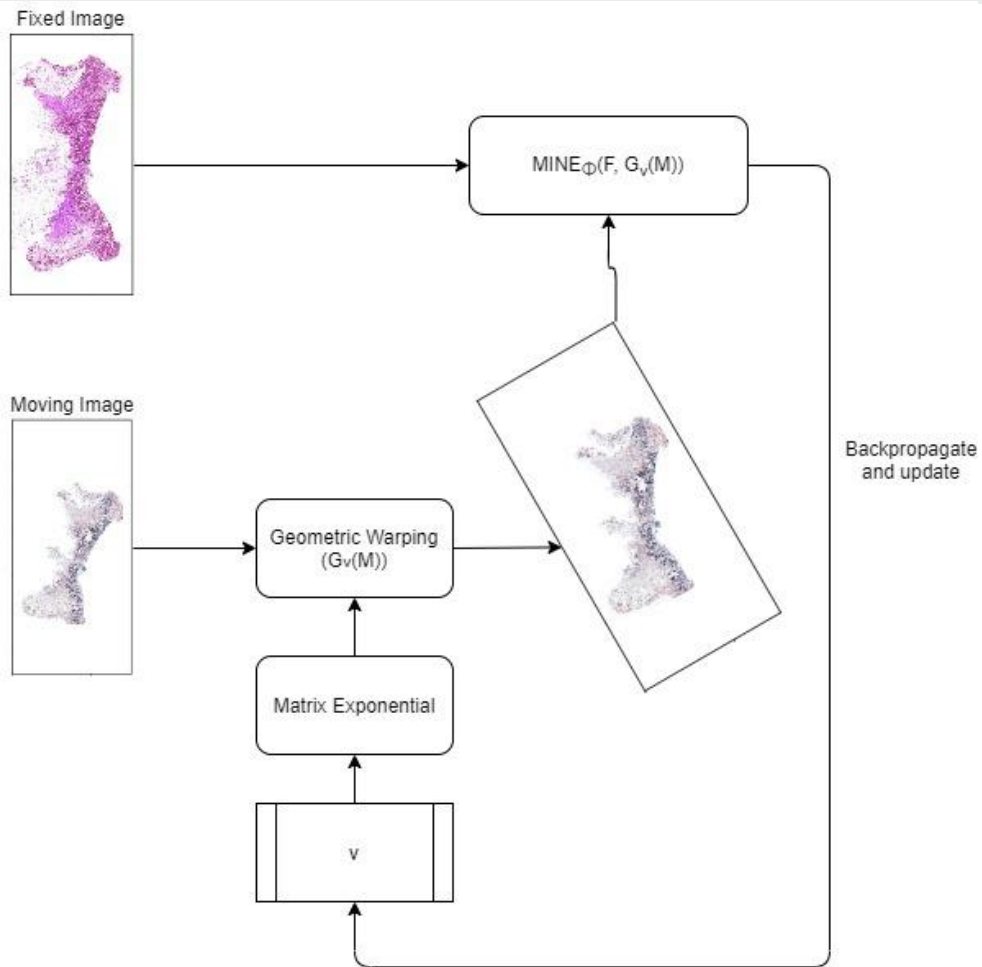 Fixed Image
MINEΦ(F, Gv(M))
Moving Image
Backpropagate
and update
Geometric Warping
(Gv(M))
Matrix Exponential
v